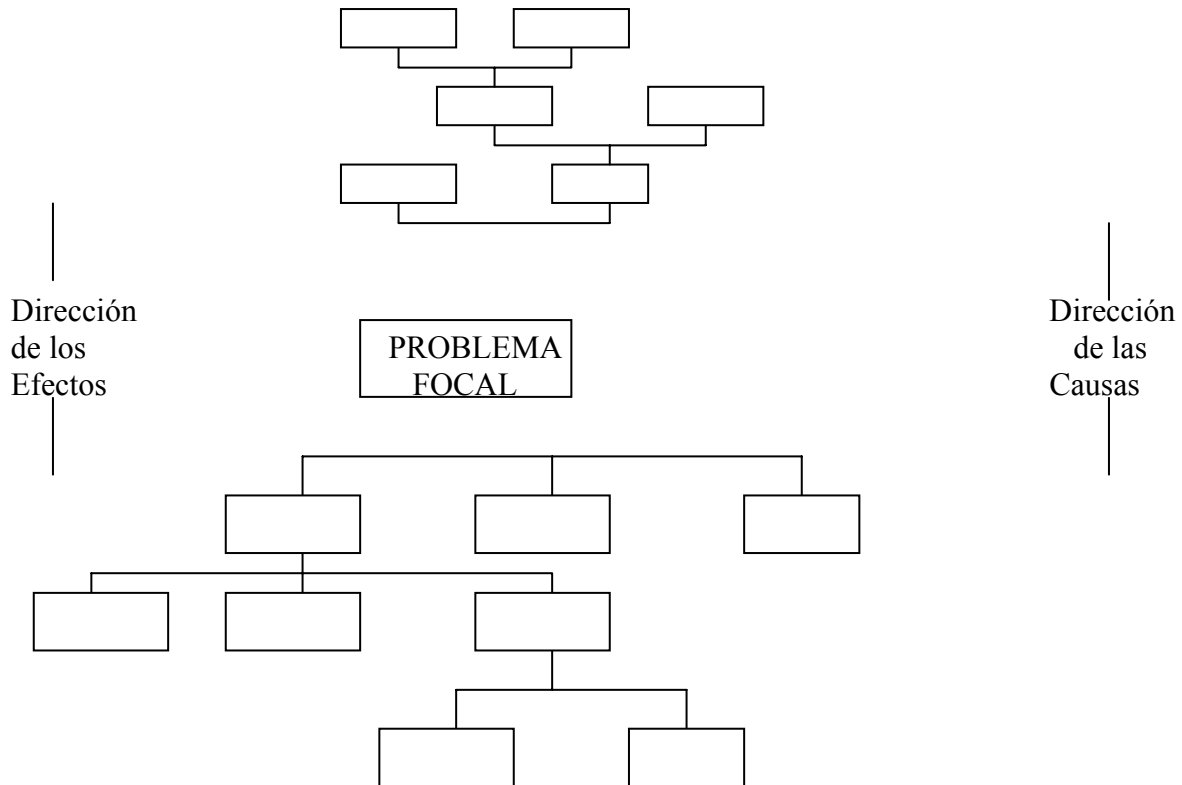 Dirección
de los
Efectos
PROBLEMA
FOCAL
Dirección
de las
Causas